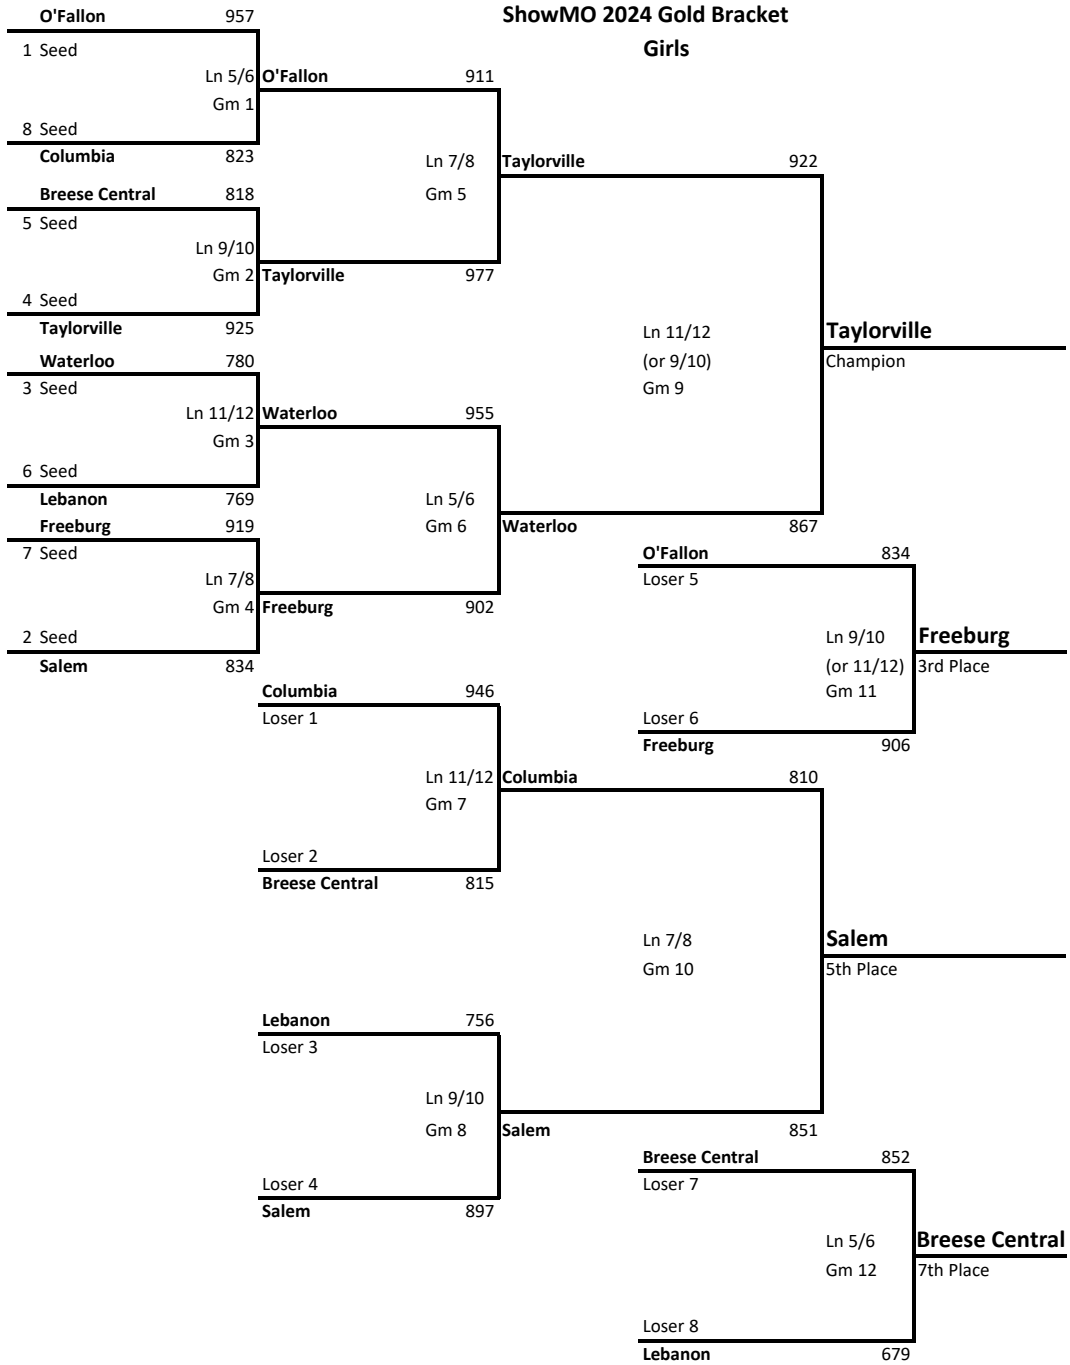 ShowMO 2024 Gold Bracket
Girls
O'Fallon 957
1 Seed
Ln 5/6 O'Fallon 911
Gm 1
8 Seed
Columbia 823
Ln 7/8 Taylorville 922
Breese Central 818
Gm 5
5 Seed
Ln 9/10
Gm 2 Taylorville 977
4 Seed
Taylorville 925
Ln 11/12 Taylorville
Waterloo 780
(or 9/10) Champion
3 Seed
Gm 9
Ln 11/12 Waterloo 955
Gm 3
6 Seed
Lebanon 769
Ln 5/6
Freeburg 919
Gm 6 Waterloo 867
7 Seed
O'Fallon 834
Loser 5
Ln 7/8
Gm 4 Freeburg 902
2 Seed
Ln 9/10 Freeburg
Salem 834
(or 11/12) 3rd Place
Columbia 946
Gm 11
Loser 1
Loser 6
Freeburg 906
Ln 11/12 Columbia 810
Gm 7
Loser 2
Breese Central 815
Ln 7/8 Salem
Gm 10 5th Place
Lebanon 756
Loser 3
Ln 9/10
Gm 8 Salem 851
Breese Central 852
Loser 4 Loser 7
Salem 897
Ln 5/6 Breese Central
Gm 12 7th Place
Loser 8
Lebanon 679